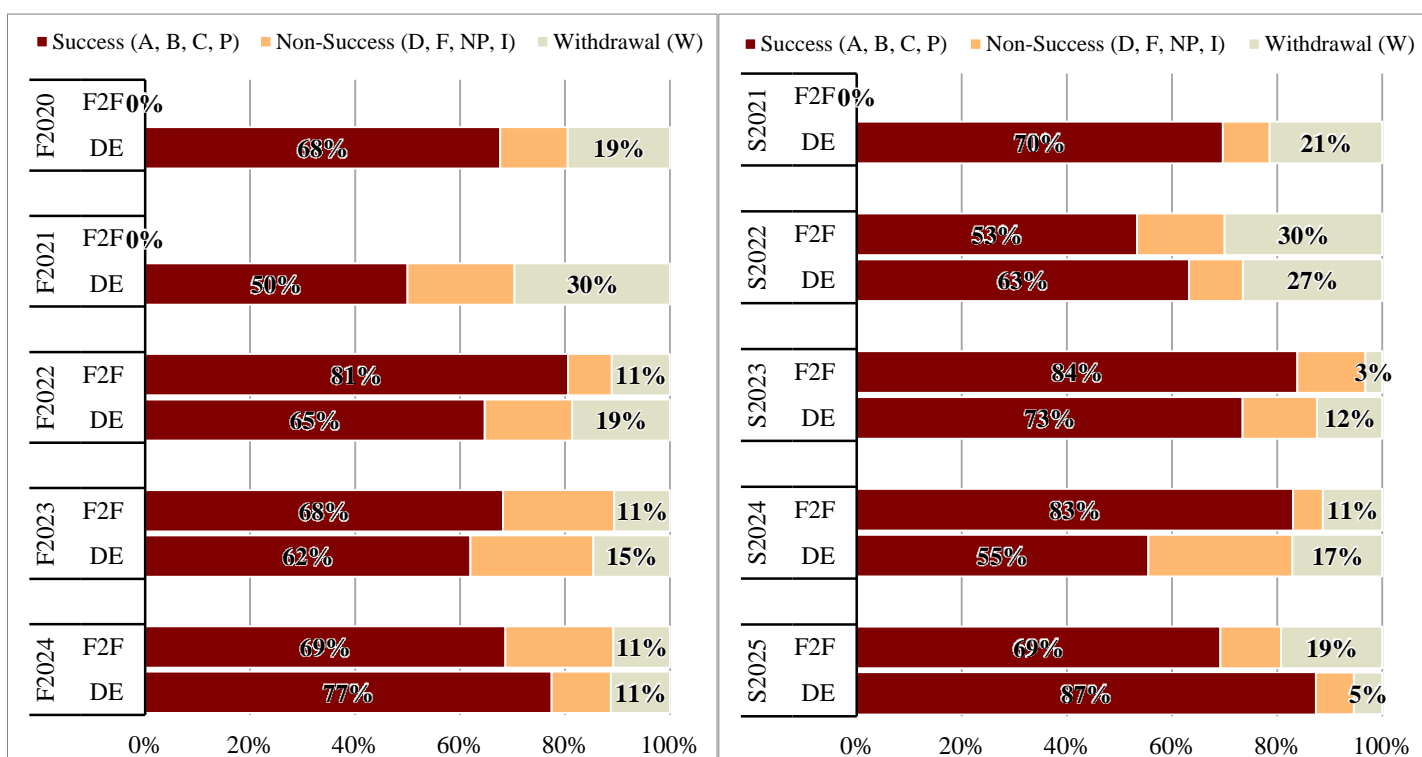 Success (A, B, C, P) Non-Success (D, F, NP, I) Withdrawal (W)
F2020
F2F 0%
DE 68% 19%
F2021
F2F 0%
DE 50% 30%
F2022
F2F 81% 11%
DE 65% 19%
F2023
F2F 68% 11%
DE 62% 15%
F2024
F2F 69% 11%
DE 77% 11%
0% 20% 40% 60% 80% 100%
Success (A, B, C, P) Non-Success (D, F, NP, I) Withdrawal (W)
S2021
F2F 0%
DE 70% 21%
S2022
F2F 53% 30%
DE 63% 27%
S2023
F2F 84% 3%
DE 73% 12%
S2024
F2F 83% 11%
DE 55% 17%
S2025
F2F 69% 19%
DE 87% 5%
0% 20% 40% 60% 80% 100%